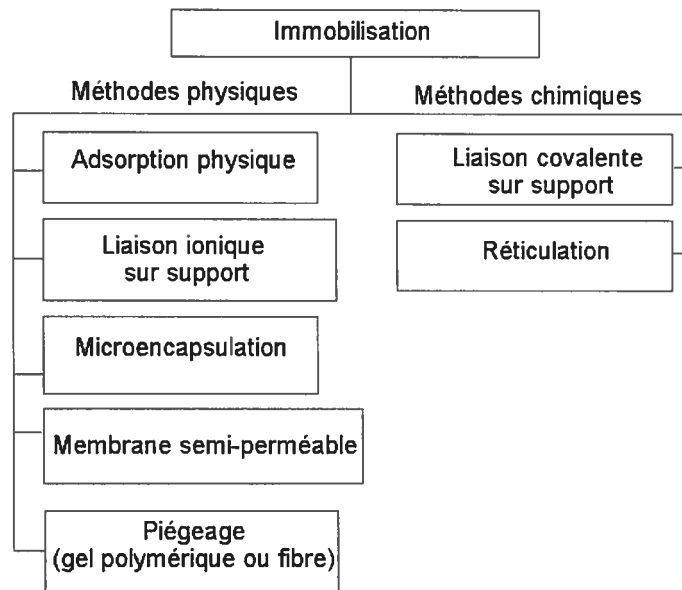 Immobilisation
Méthodes physiques
Adsorption physique
Liaison ionique
sur support
Microencapsulation
Membrane semi-perméable
Piégeage
(gel polymérique ou fibre)
Méthodes chimiques
Liaison covalente
sur support
Réticulation